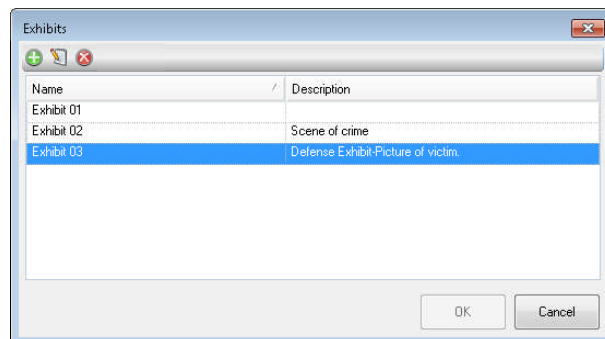 Exhibits
Name Description
Exhibit 01
Exhibit 02 Scene of crime
Exhibit 03 Defense Exhibit-Picture of victim.
OK Cancel